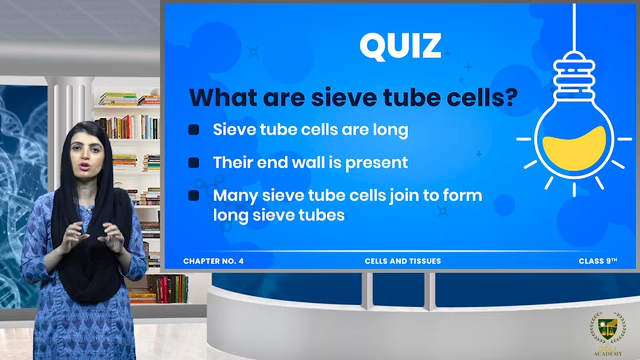 QUIZ
What are sieve tube cells?
Sieve tube cells are long
Their end wall is present
Many sieve tube cells join to form
long sieve tubes
CHAPTER NO. 4
CELLS AND TISSUES
CLASS 9TH
ACADEMY